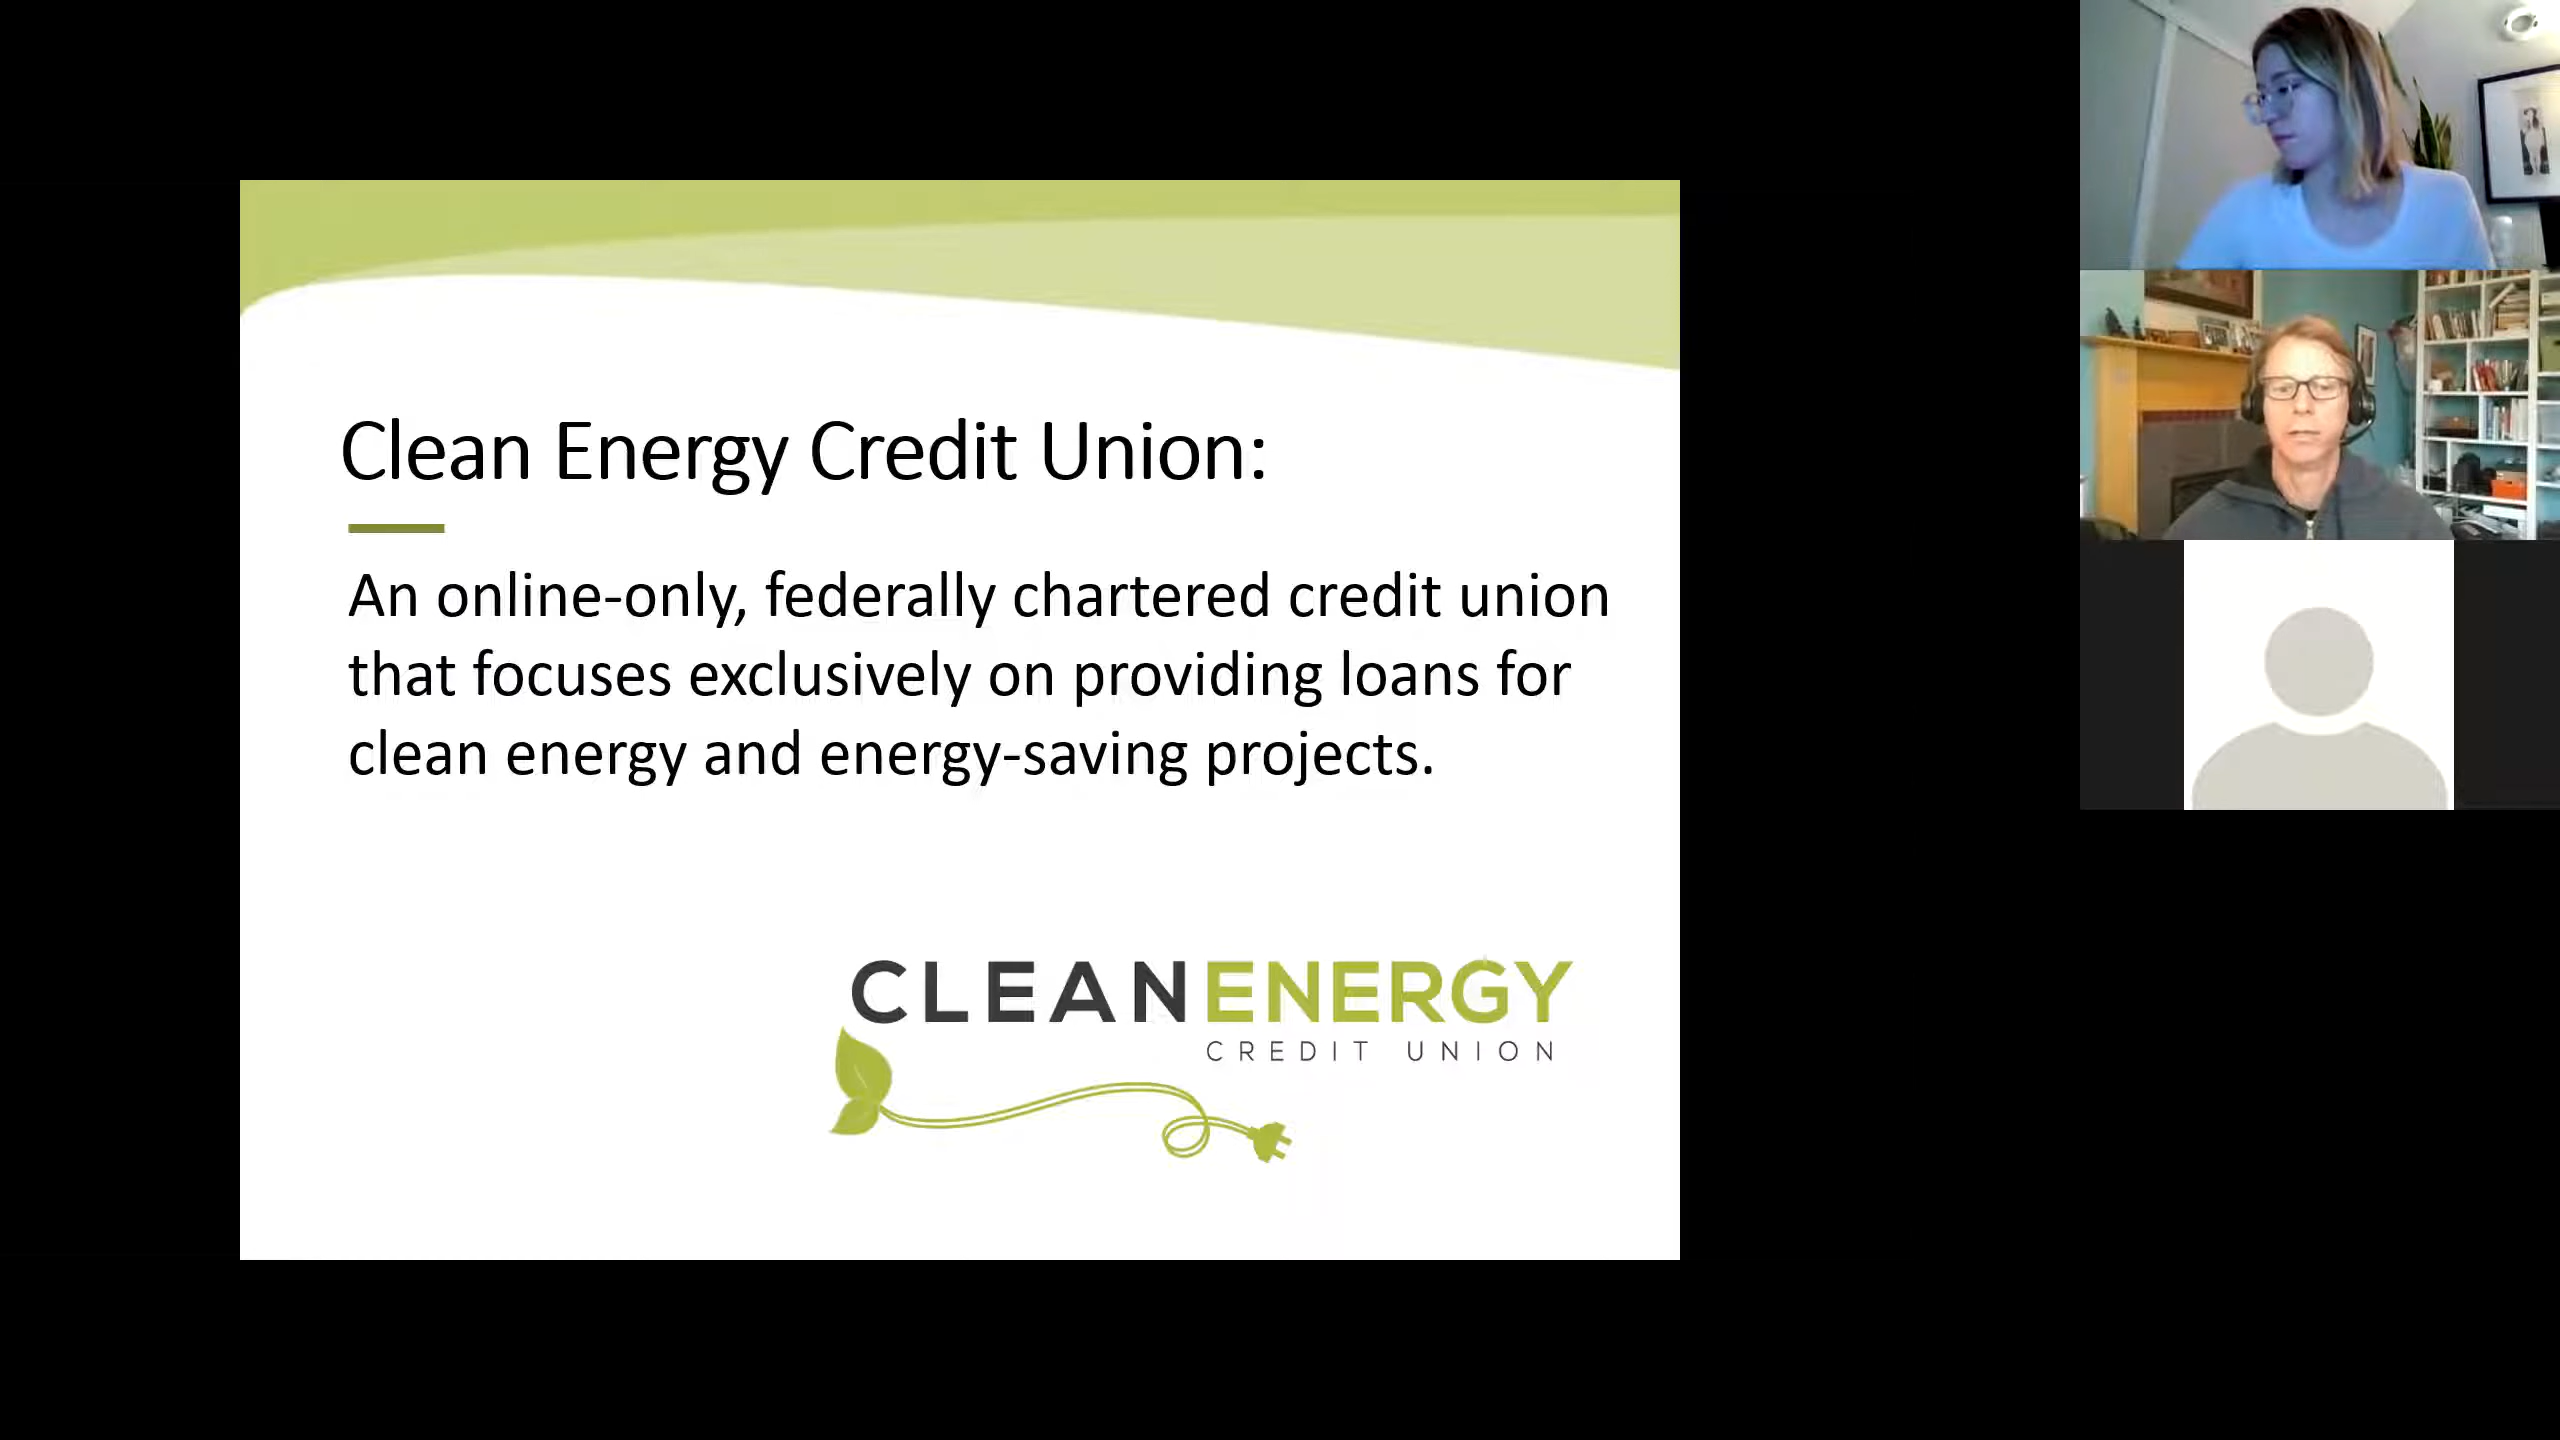 Clean Energy Credit Union:
An online-only, federally chartered credit union
that focuses exclusively on providing loans for
clean energy and energy-saving projects.
CLEANENERGY
CREDIT UNION